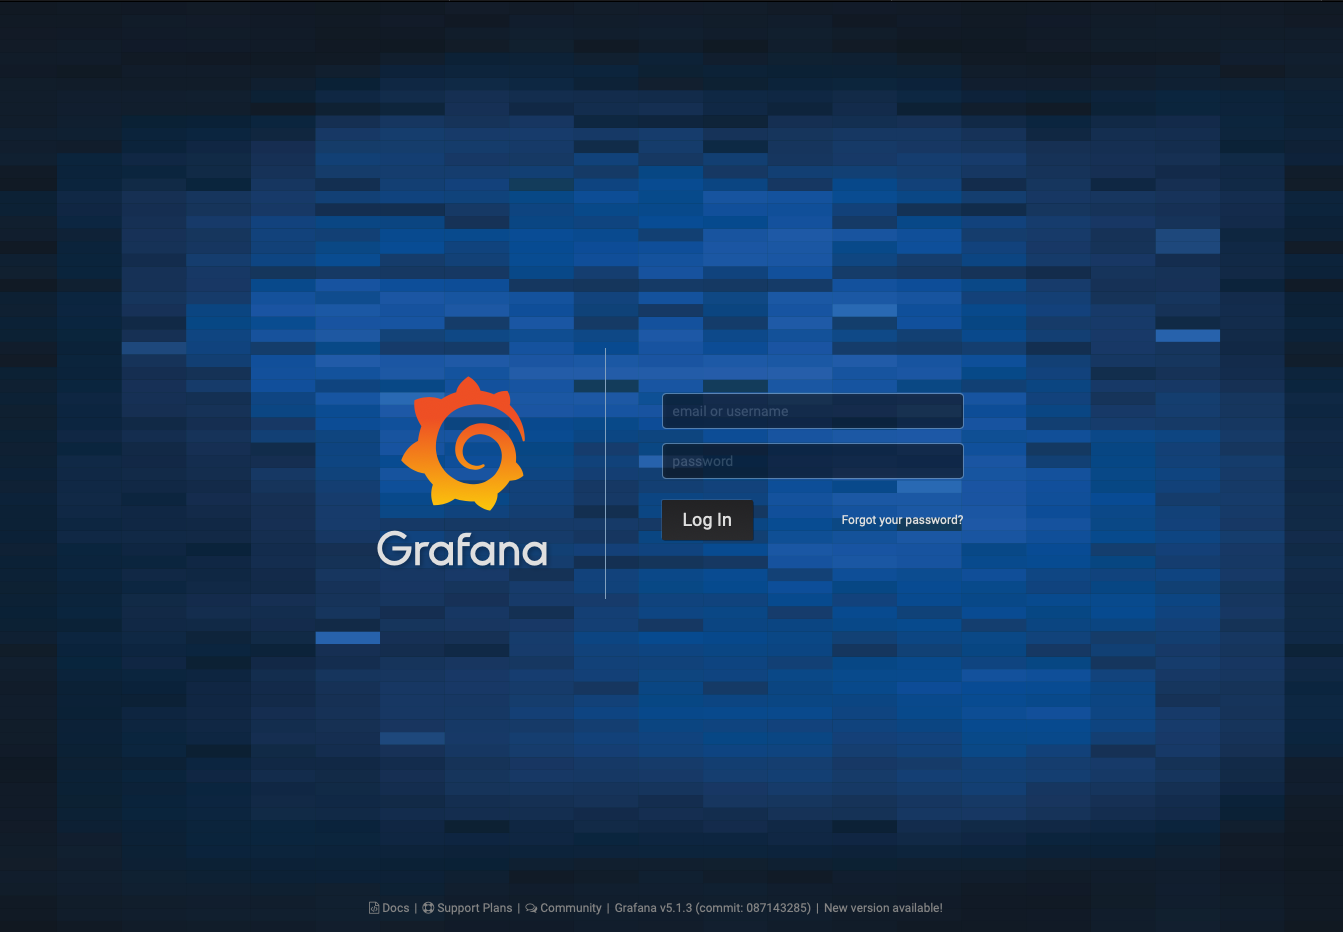 email or username
password
Log In
Forgot your password?
Grafana
Docs | Support Plans | Community | Grafana v5.1.3 (commit: 087143285) | New version available!